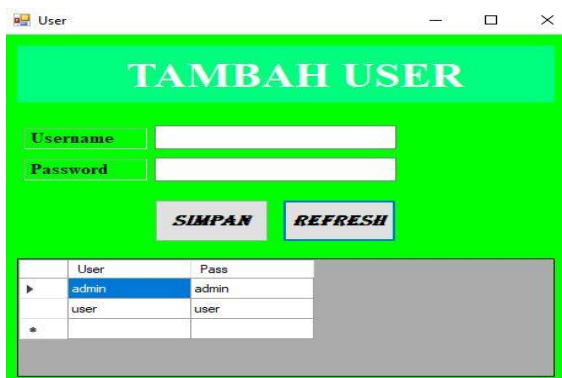 User
TAMBAH USER
Username
Password
SIMPAN REFRESH
User Pass
admin admin
user user